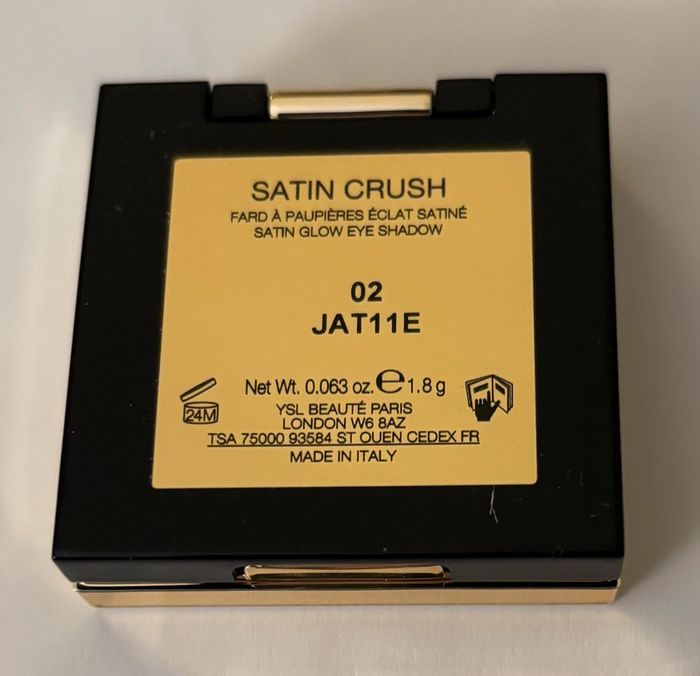 SATIN CRUSH
FARD À PAUPIÈRES ÉCLAT SATINÉ
SATIN GLOW EYE SHADOW
02
JAT11E
Net Wt. 0.063 oz. ℮ 1.8 g
24M
YSL BEAUTÉ PARIS
LONDON W6 8AZ
TSA 75000 93584 ST OUEN CEDEX FR
MADE IN ITALY